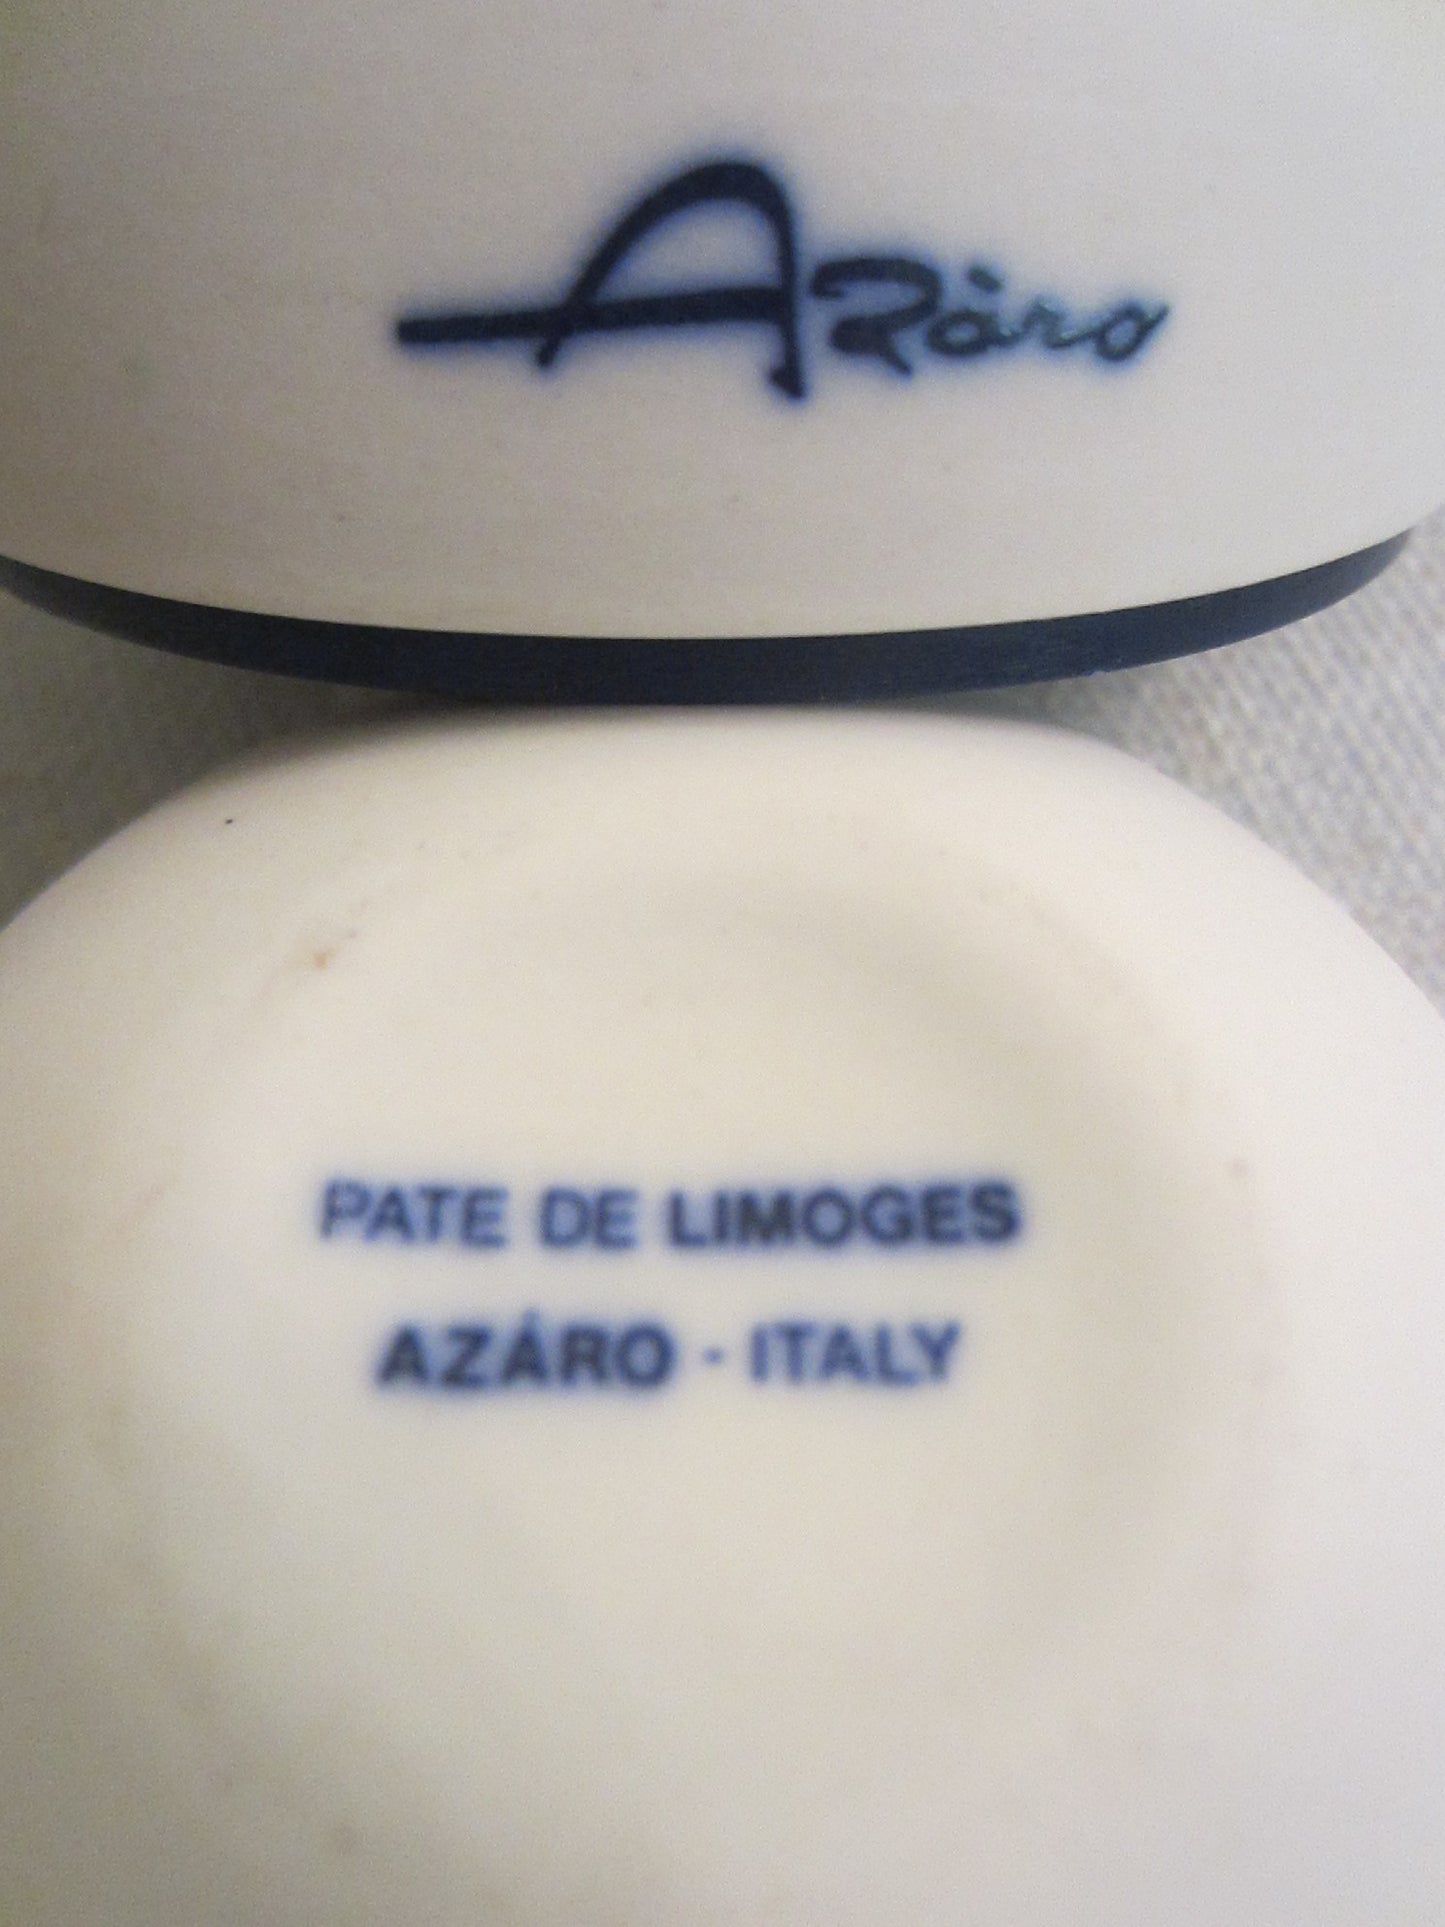 Azàro
PATE DE LIMOGES
AZÁRO - ITALY